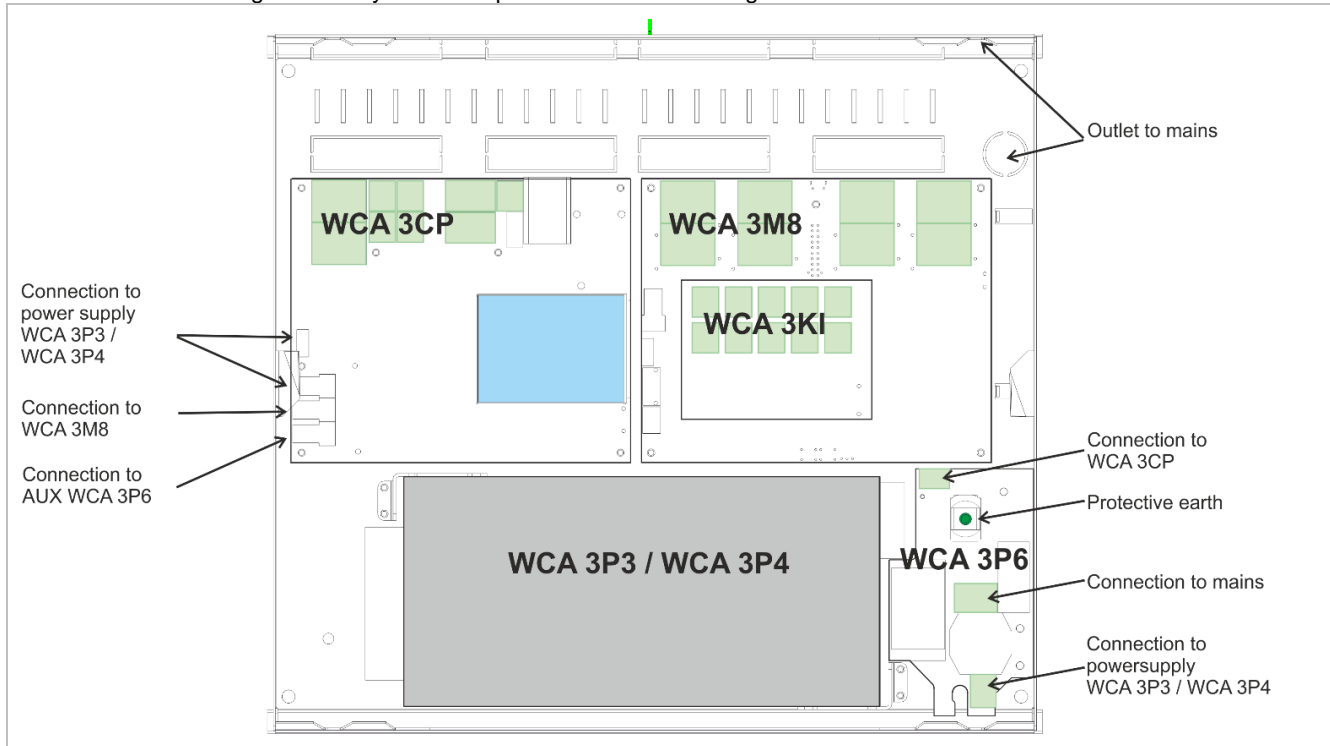 Outlet to mains
WCA 3CP
WCA 3M8
WCA 3KI
Connection to
power supply
WCA 3P3 /
WCA 3P4
Connection to
WCA 3M8
Connection to
AUX WCA 3P6
Connection to
WCA 3CP
Protective earth
WCA 3P3 / WCA 3P4
WCA 3P6
Connection to mains
Connection to
powersupply
WCA 3P3 / WCA 3P4